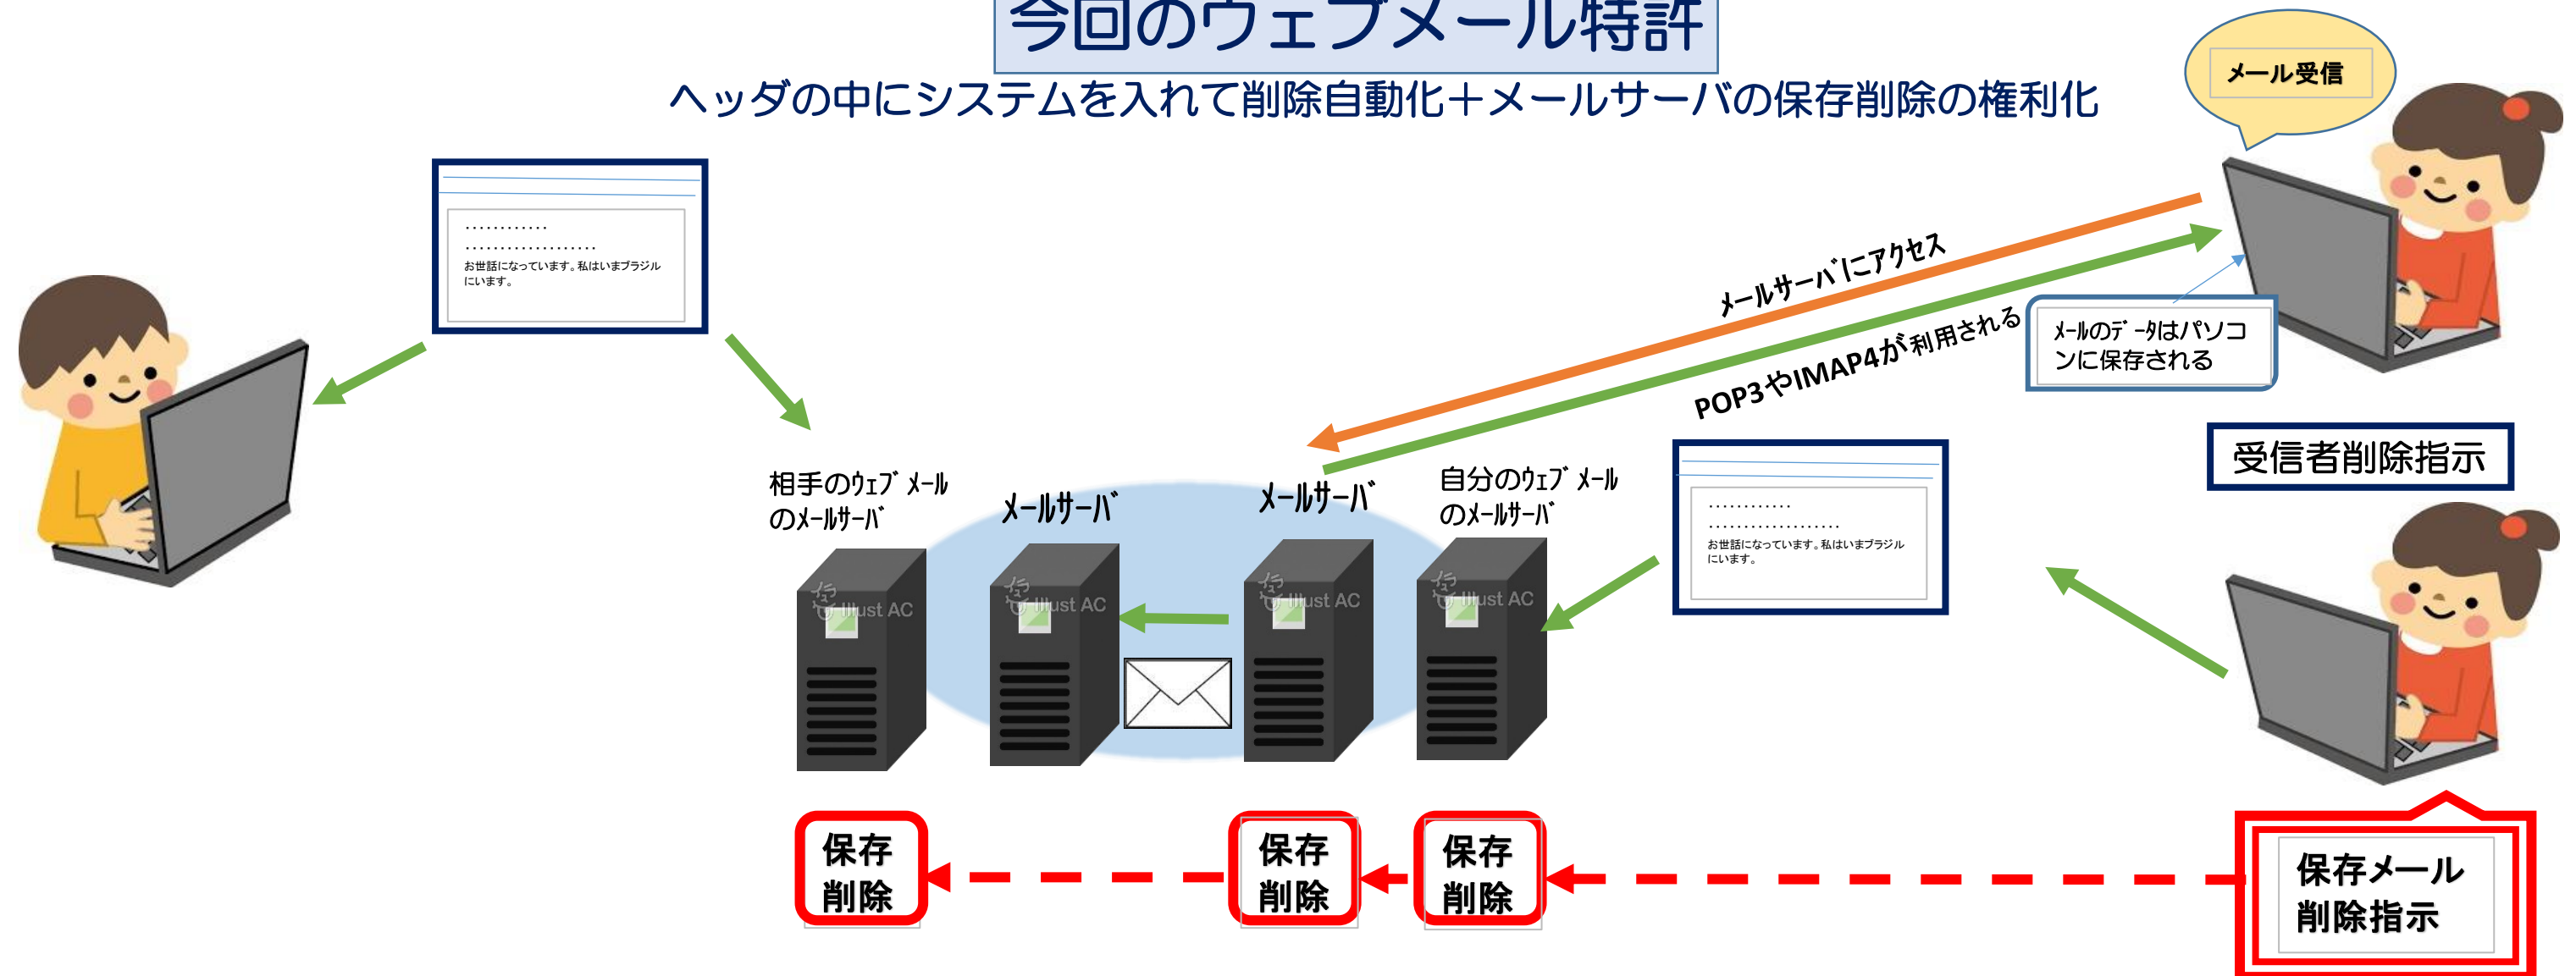 今回のウェブメール特許
ヘッダの中にシステムを入れて削除自動化＋メールサーバの保存削除の権利化
メール受信
・・・・・・・・・・・・
・・・・・・・・・・・・・・・・・・・
お世話になっています。私はいまブラジル
にいます。
メールサーバにアクセス
POP3やIMAP4が利用される
ﾒｰﾙのﾃﾞｰﾀはパソコ
ンに保存される
受信者削除指示
相手のｳｪﾌﾞﾒｰﾙ
のﾒｰﾙｻｰﾊﾞ
ﾒｰﾙｻｰﾊﾞ
ﾒｰﾙｻｰﾊﾞ
自分のｳｪﾌﾞﾒｰﾙ
のﾒｰﾙｻｰﾊﾞ
・・・・・・・・・・・・
・・・・・・・・・・・・・・・・・・・
お世話になっています。私はいまブラジル
にいます。
Illust AC
Illust AC
Illust AC
Illust AC
保存
削除
保存
削除
保存
削除
保存メール
削除指示